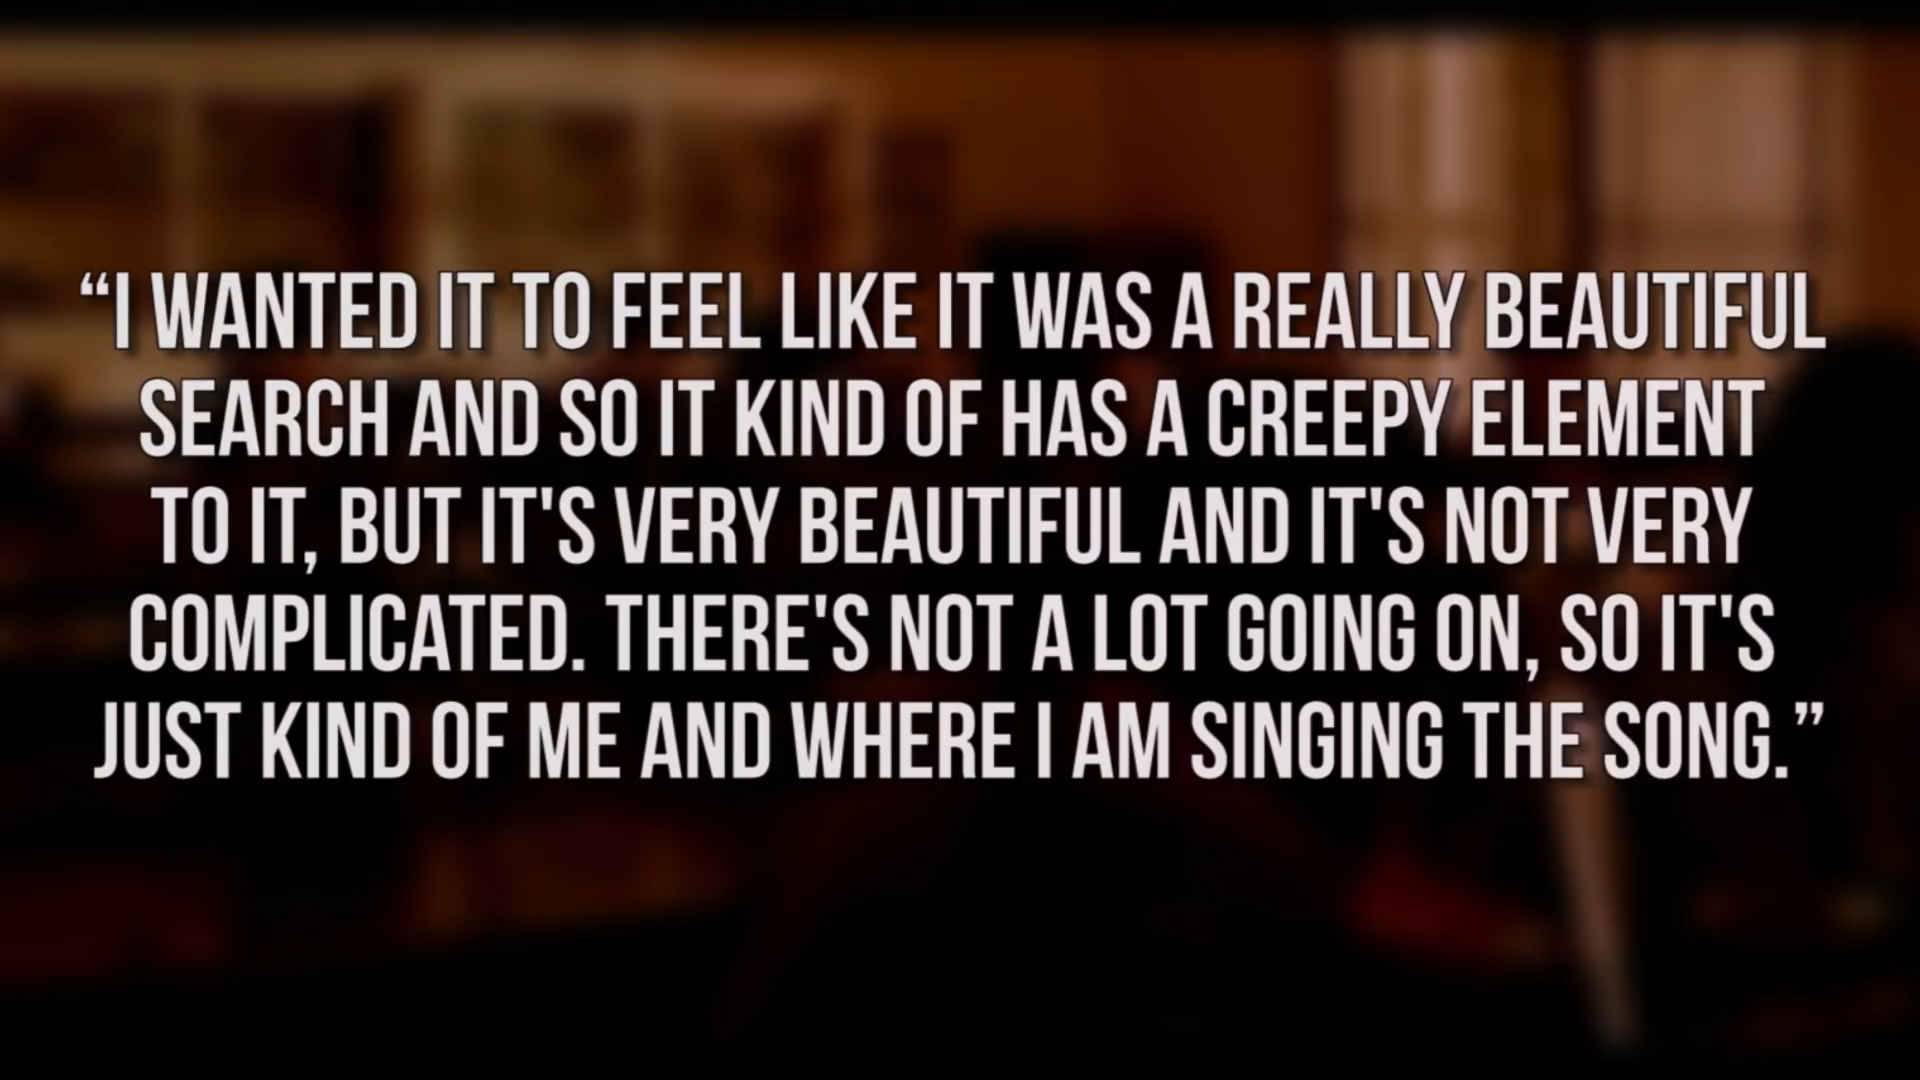 “I WANTED IT TO FEEL LIKE IT WAS A REALLY BEAUTIFUL
SEARCH AND SO IT KIND OF HAS A CREEPY ELEMENT
TO IT, BUT IT'S VERY BEAUTIFUL AND IT'S NOT VERY
COMPLICATED. THERE'S NOT A LOT GOING ON, SO IT'S
JUST KIND OF ME AND WHERE I AM SINGING THE SONG.”